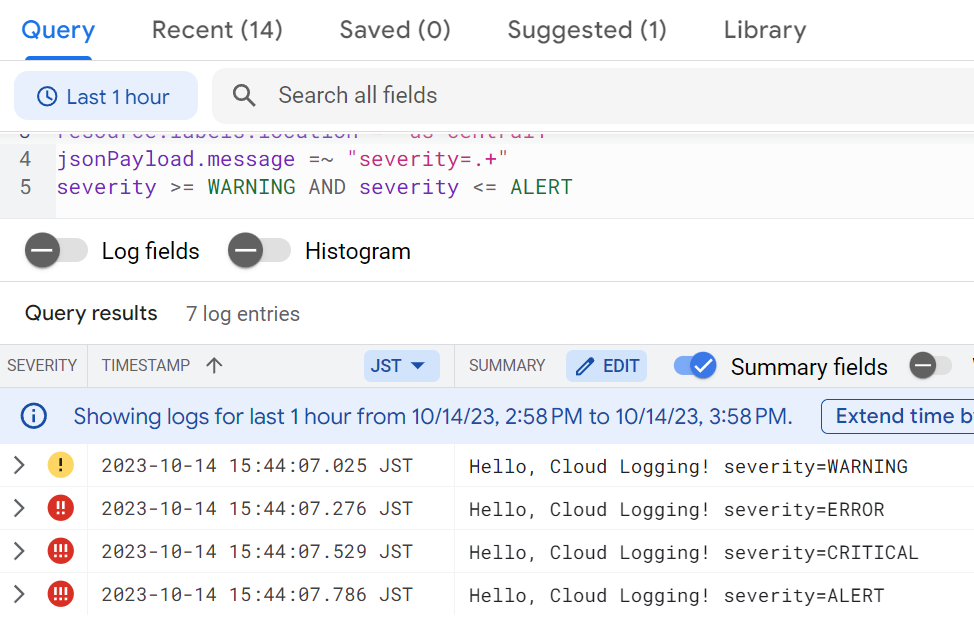 Query Recent (14) Saved (0) Suggested (1) Library
Last 1 hour Search all fields
4 jsonPayload.message =~ "severity=.+"
5 severity >= WARNING AND severity <= ALERT
Log fields Histogram
Query results 7 log entries
SEVERITY TIMESTAMP JST SUMMARY EDIT Summary fields
Showing logs for last 1 hour from 10/14/23, 2:58 PM to 10/14/23, 3:58 PM. Extend time b
! 2023-10-14 15:44:07.025 JST Hello, Cloud Logging! severity=WARNING
!! 2023-10-14 15:44:07.276 JST Hello, Cloud Logging! severity=ERROR
!!! 2023-10-14 15:44:07.529 JST Hello, Cloud Logging! severity=CRITICAL
!!! 2023-10-14 15:44:07.786 JST Hello, Cloud Logging! severity=ALERT